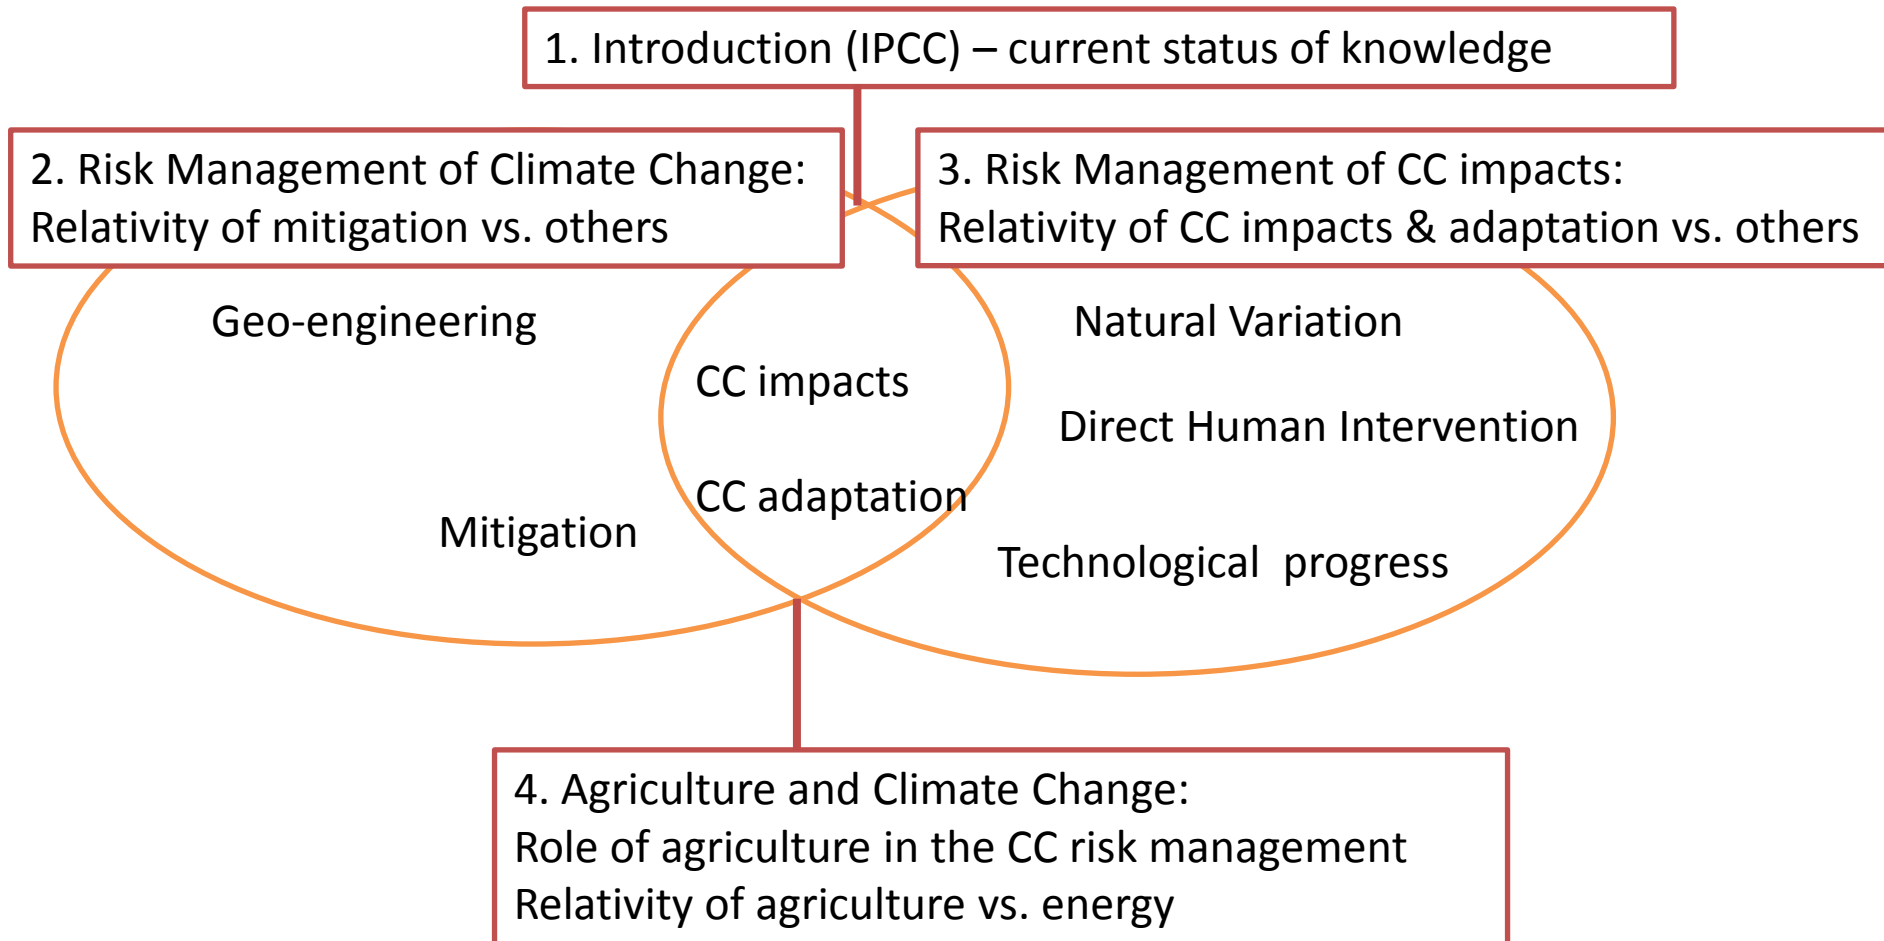 1. Introduction (IPCC) – current status of knowledge
2. Risk Management of Climate Change:
Relativity of mitigation vs. others
3. Risk Management of CC impacts:
Relativity of CC impacts & adaptation vs. others
Geo-engineering
Natural Variation
CC impacts
Direct Human Intervention
CC adaptation
Mitigation
Technological progress
4. Agriculture and Climate Change:
Role of agriculture in the CC risk management
Relativity of agriculture vs. energy